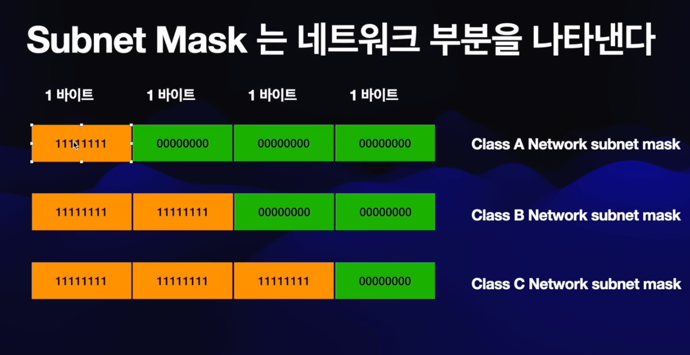 Subnet Mask 는 네트워크 부분을 나타낸다
1 바이트 1 바이트 1 바이트 1 바이트
11111111 00000000 00000000 00000000 Class A Network subnet mask
11111111 11111111 00000000 00000000 Class B Network subnet mask
11111111 11111111 11111111 00000000 Class C Network subnet mask